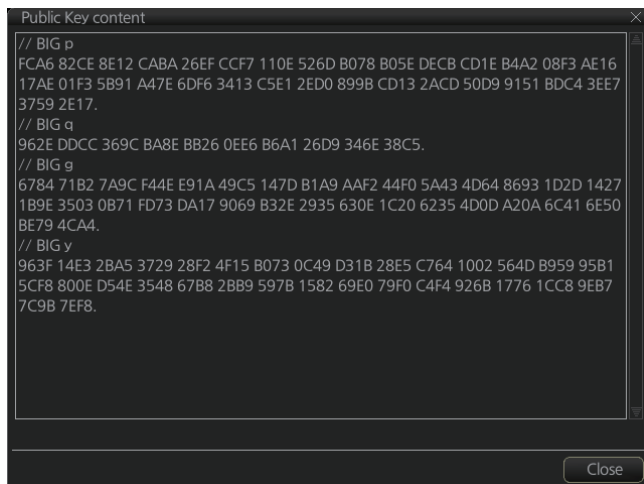 Public Key content
// BIG p
FCA6 82CE 8E12 CABA 26EF CCF7 110E 526D B078 B05E DECB CD1E B4A2 08F3 AE16
17AE 01F3 5B91 A47E 6DF6 3413 C5E1 2ED0 899B CD13 2ACD 50D9 9151 BDC4 3EE7
3759 2E17.
// BIG q
962E DDCC 369C BA8E BB26 0EE6 B6A1 26D9 346E 38C5.
// BIG g
6784 71B2 7A9C F44E E91A 49C5 147D B1A9 AAF2 44F0 5A43 4D64 8693 1D2D 1427
1B9E 3503 0B71 FD73 DA17 9069 B32E 2935 630E 1C20 6235 4D0D A20A 6C41 6E50
BE79 4CA4.
// BIG y
963F 14E3 2BA5 3729 28F2 4F15 B073 0C49 D31B 28E5 C764 1002 564D B959 95B1
5CF8 800E D54E 3548 67B8 2BB9 597B 1582 69E0 79F0 C4F4 926B 1776 1CC8 9EB7
7C9B 7EF8.
Close